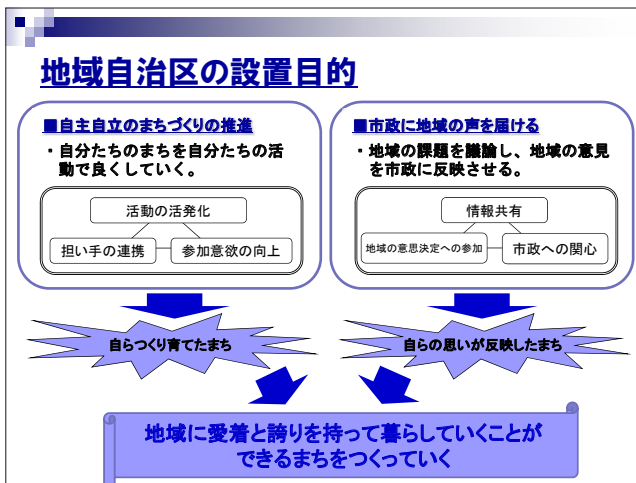 地域自治区の設置目的
■自主自立のまちづくりの推進
・自分たちのまちを自分たちの活
動で良くしていく。
活動の活発化
担い手の連携
参加意欲の向上
■市政に地域の声を届ける
・地域の課題を議論し、地域の意見
を市政に反映させる。
情報共有
地域の意思決定への参加
市政への関心
自らつくり育てたまち
自らの思いが反映したまち
地域に愛着と誇りを持って暮らしていくことが
できるまちをつくっていく